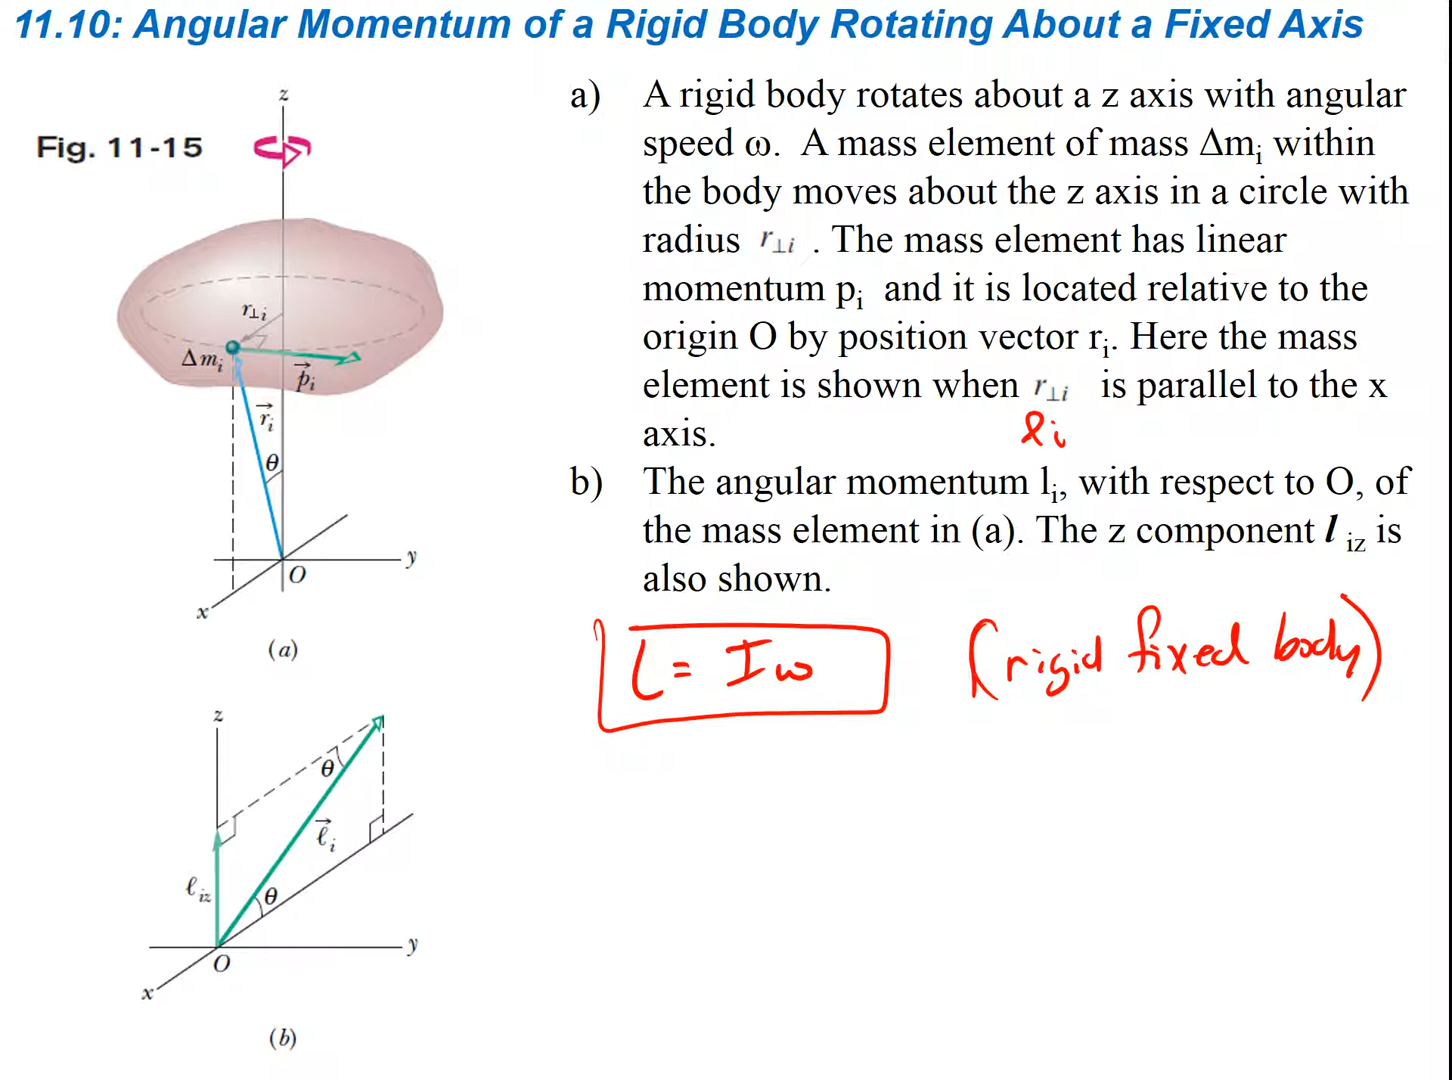 11.10: Angular Momentum of a Rigid Body Rotating About a Fixed Axis
Fig. 11-15
z
r⊥i
Δmᵢ
p⃗ᵢ
r⃗ᵢ
θ
y
O
x
(a)
z
θ
ℓ⃗ᵢ
ℓiz
θ
y
O
x
(b)
a) A rigid body rotates about a z axis with angular
speed ω. A mass element of mass Δmᵢ within
the body moves about the z axis in a circle with
radius r⊥i . The mass element has linear
momentum pᵢ and it is located relative to the
origin O by position vector rᵢ. Here the mass
element is shown when r⊥i is parallel to the x
axis.
ℓi
b) The angular momentum lᵢ, with respect to O, of
the mass element in (a). The z component l iz is
also shown.
L = Iω (rigid fixed body)